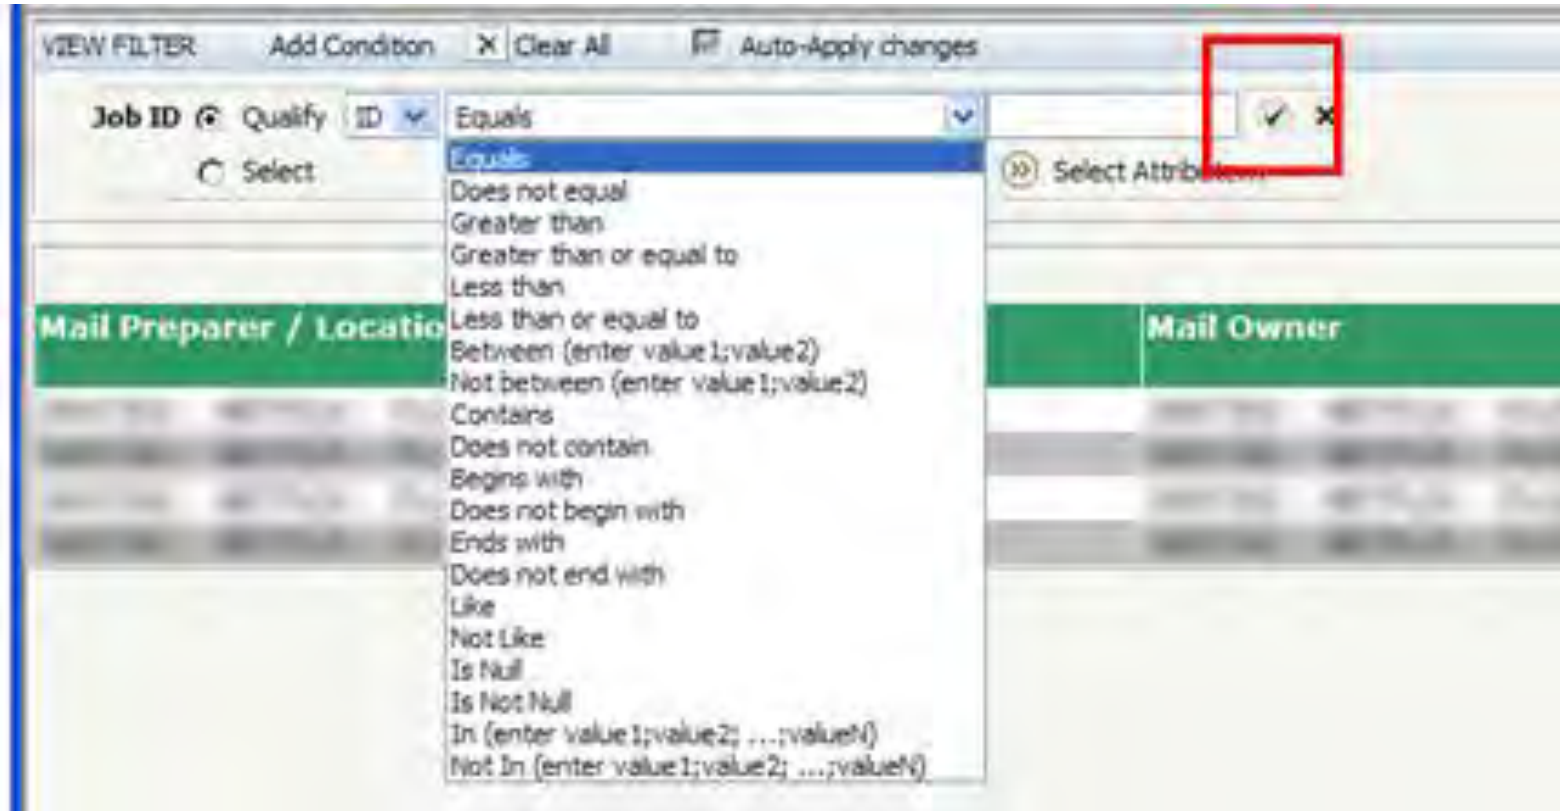 VIEW FILTER Add Condition Clear All Auto-Apply changes
Job ID Qualify ID Equals
Equals
Select Select
Does not equal
Greater than
Greater than or equal to
Less than
Mail Preparer / Locatio Less than or equal to Mail Owner
Between (enter value1;value2)
Not between (enter value1;value2)
Contains
Does not contain
Begins with
Does not begin with
Ends with
Does not end with
Like
Not Like
Is Null
Is Not Null
In (enter value1;value2; ...;valueN)
Not In (enter value1;value2; ...;valueN)